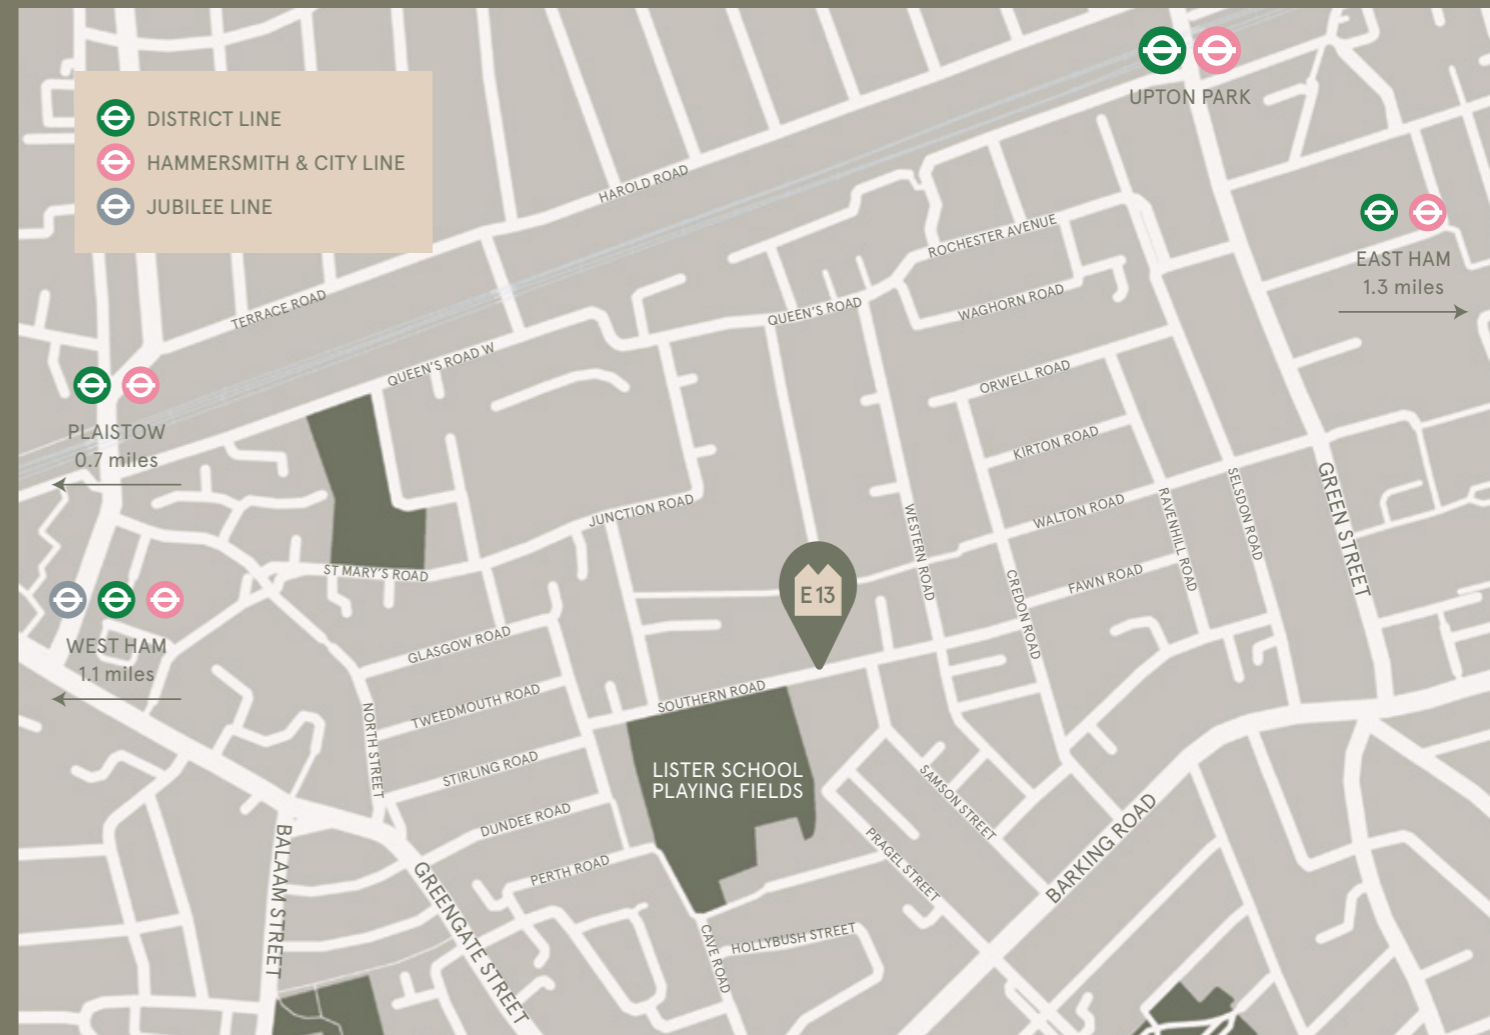 UPTON PARK
DISTRICT LINE
HAMMERSMITH & CITY LINE
JUBILEE LINE
HAROLD ROAD
ROCHESTER AVENUE
EAST HAM
1.3 miles
TERRACE ROAD
QUEEN'S ROAD
WAGHORN ROAD
QUEEN'S ROAD W
ORWELL ROAD
PLAISTOW
0.7 miles
KIRTON ROAD
JUNCTION ROAD
WALTON ROAD
WESTERN ROAD
RAVENHILL ROAD
SELSDON ROAD
GREEN STREET
ST MARY'S ROAD
FAWN ROAD
CREDON ROAD
E13
WEST HAM
1.1 miles
GLASGOW ROAD
TWEEDMOUTH ROAD
SOUTHERN ROAD
NORTH STREET
STIRLING ROAD
LISTER SCHOOL
PLAYING FIELDS
SAMSON STREET
DUNDEE ROAD
BARKING ROAD
PRAGEL STREET
BALAAM STREET
PERTH ROAD
GREENGATE STREET
HOLLYBUSH STREET
CAVE ROAD